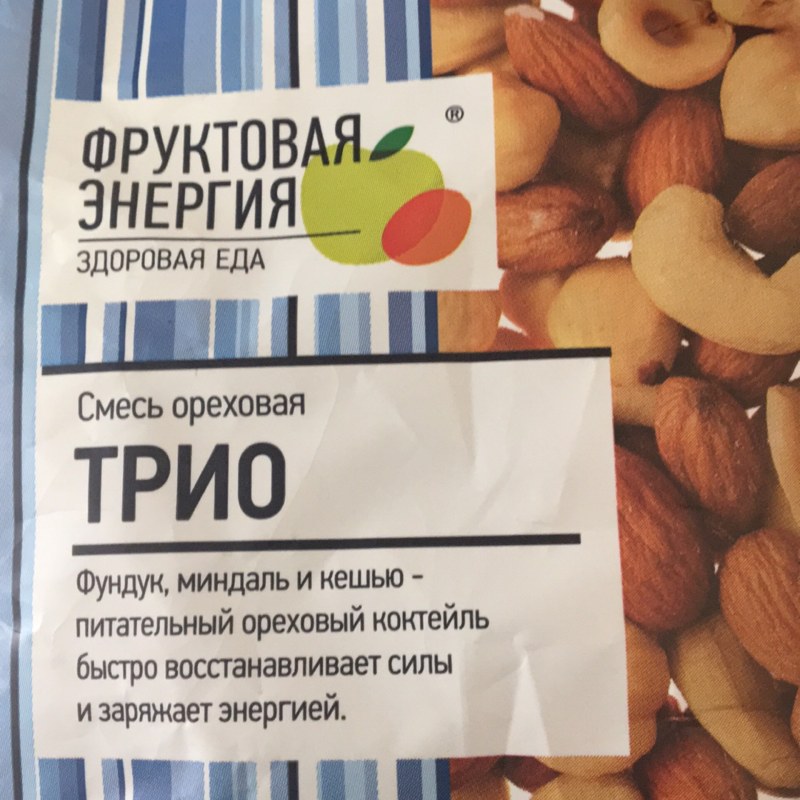 ФРУКТОВАЯ
ЭНЕРГИЯ
ЗДОРОВАЯ ЕДА
®
Смесь ореховая
ТРИО
Фундук, миндаль и кешью –
питательный ореховый коктейль
быстро восстанавливает силы
и заряжает энергией.